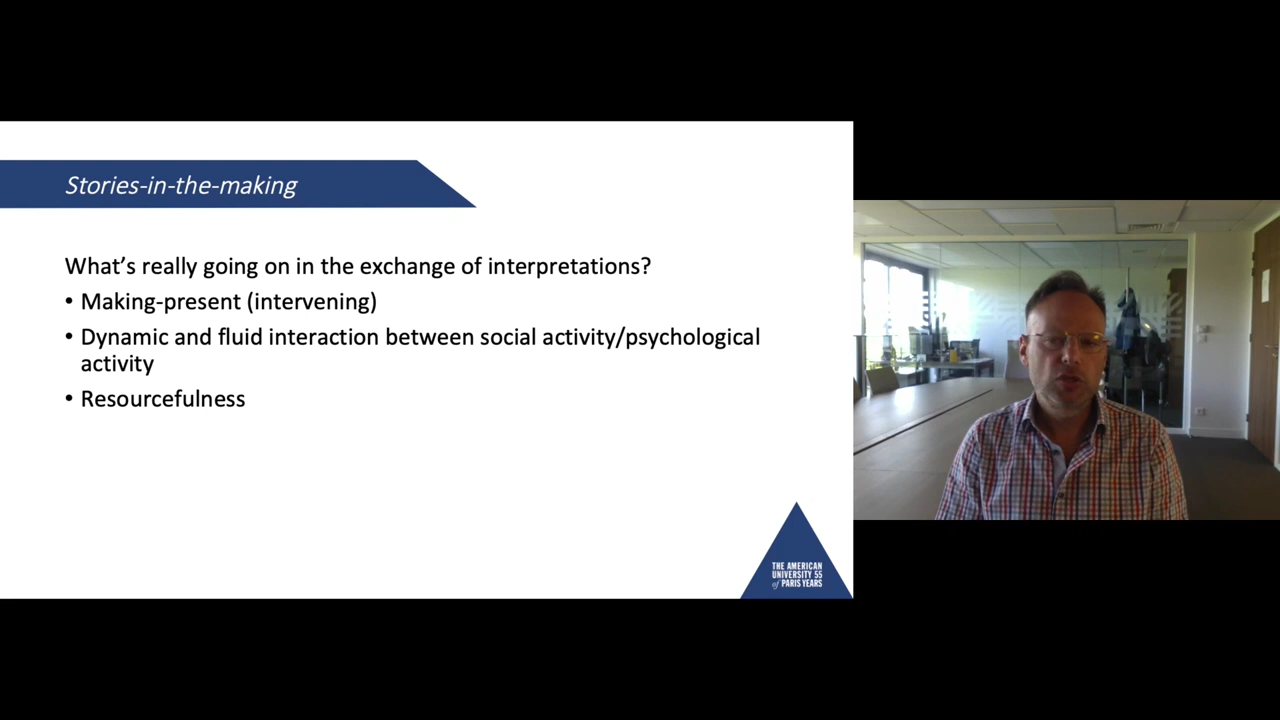 Stories-in-the-making
What’s really going on in the exchange of interpretations?
• Making-present (intervening)
• Dynamic and fluid interaction between social activity/psychological
activity
• Resourcefulness
THE AMERICAN
UNIVERSITY 55
of PARIS YEARS